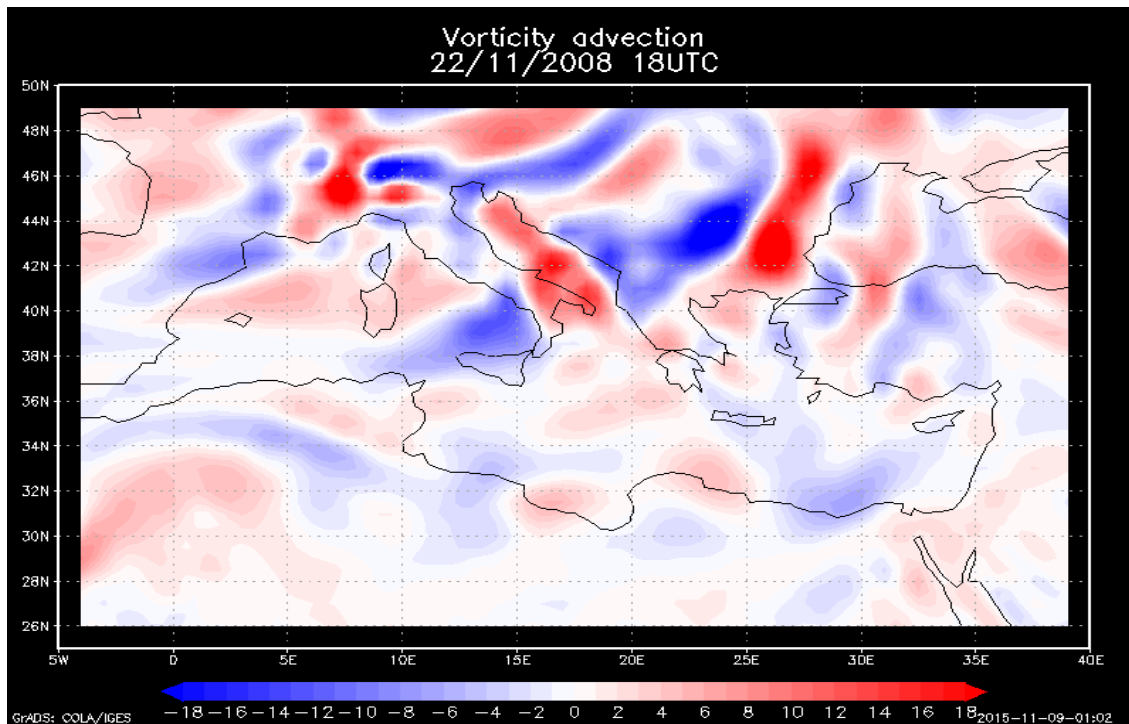 Vorticity advection
22/11/2008 18UTC
50N
48N
46N
44N
42N
40N
38N
36N
34N
32N
30N
28N
26N
5W 0 5E 10E 15E 20E 25E 30E 35E 40E
-18 -16 -14 -12 -10 -8 -6 -4 -2 0 2 4 6 8 10 12 14 16 18
GrADS: COLA/IGES 2015-11-09-01:02